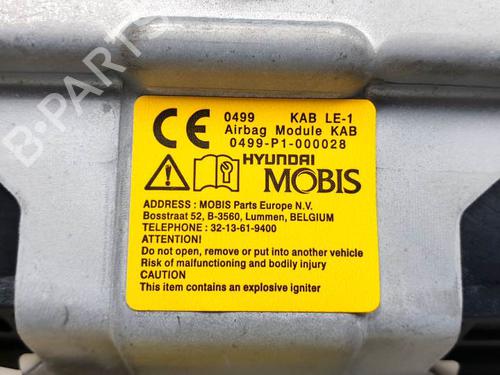 B-PARTS
CE 0499 KAB LE-1
Airbag Module KAB
0499-P1-000028
HYUNDAI
MOBIS
ADDRESS : MOBIS Parts Europe N.V.
Bosstraat 52, B-3560, Lummen, BELGIUM
TELEPHONE : 32-13-61-9400
ATTENTION!
Do not open, remove or put into another vehicle
Risk of malfunctioning and bodily injury
CAUTION
This item contains an explosive igniter